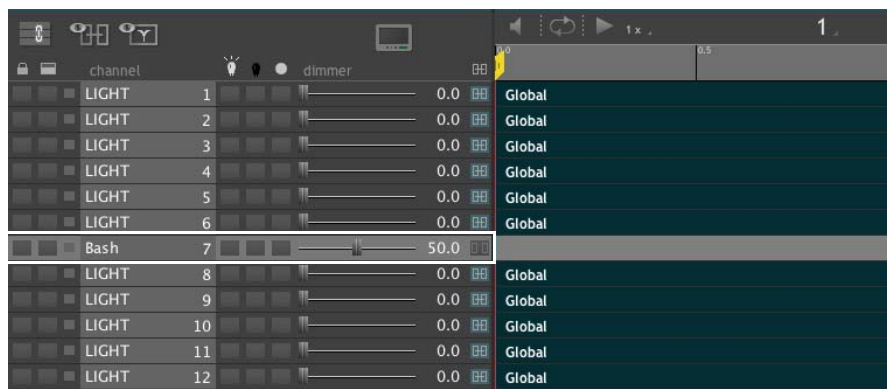 1 x 1
channel dimmer 0.0 0.5
LIGHT 1 0.0 Global
LIGHT 2 0.0 Global
LIGHT 3 0.0 Global
LIGHT 4 0.0 Global
LIGHT 5 0.0 Global
LIGHT 6 0.0 Global
Bash 7 50.0
LIGHT 8 0.0 Global
LIGHT 9 0.0 Global
LIGHT 10 0.0 Global
LIGHT 11 0.0 Global
LIGHT 12 0.0 Global